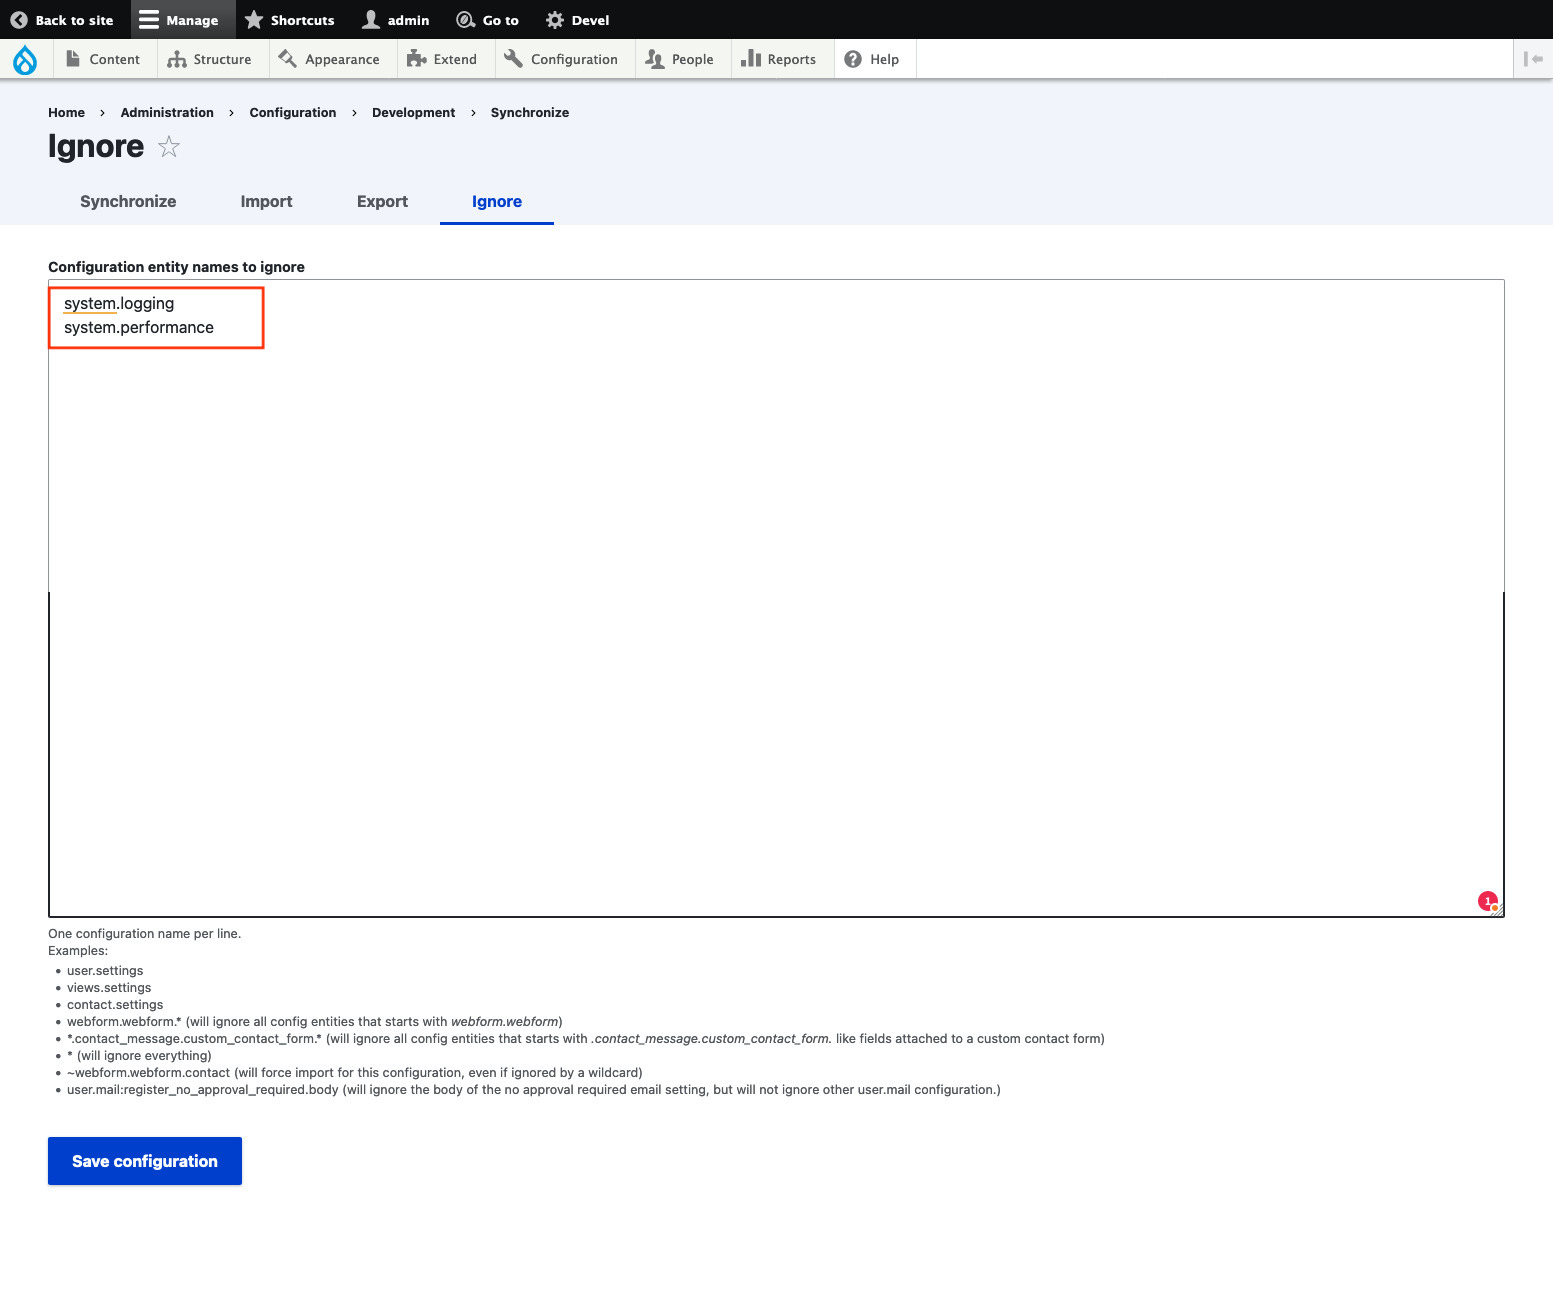 Back to site Manage Shortcuts admin Go to Devel
Content Structure Appearance Extend Configuration People Reports Help
Home › Administration › Configuration › Development › Synchronize
Ignore
Synchronize Import Export Ignore
Configuration entity names to ignore
system.logging
system.performance
1
One configuration name per line.
Examples:
• user.settings
• views.settings
• contact.settings
• webform.webform.* (will ignore all config entities that starts with webform.webform)
• *.contact_message.custom_contact_form.* (will ignore all config entities that starts with .contact_message.custom_contact_form. like fields attached to a custom contact form)
• * (will ignore everything)
• ~webform.webform.contact (will force import for this configuration, even if ignored by a wildcard)
• user.mail:register_no_approval_required.body (will ignore the body of the no approval required email setting, but will not ignore other user.mail configuration.)
Save configuration